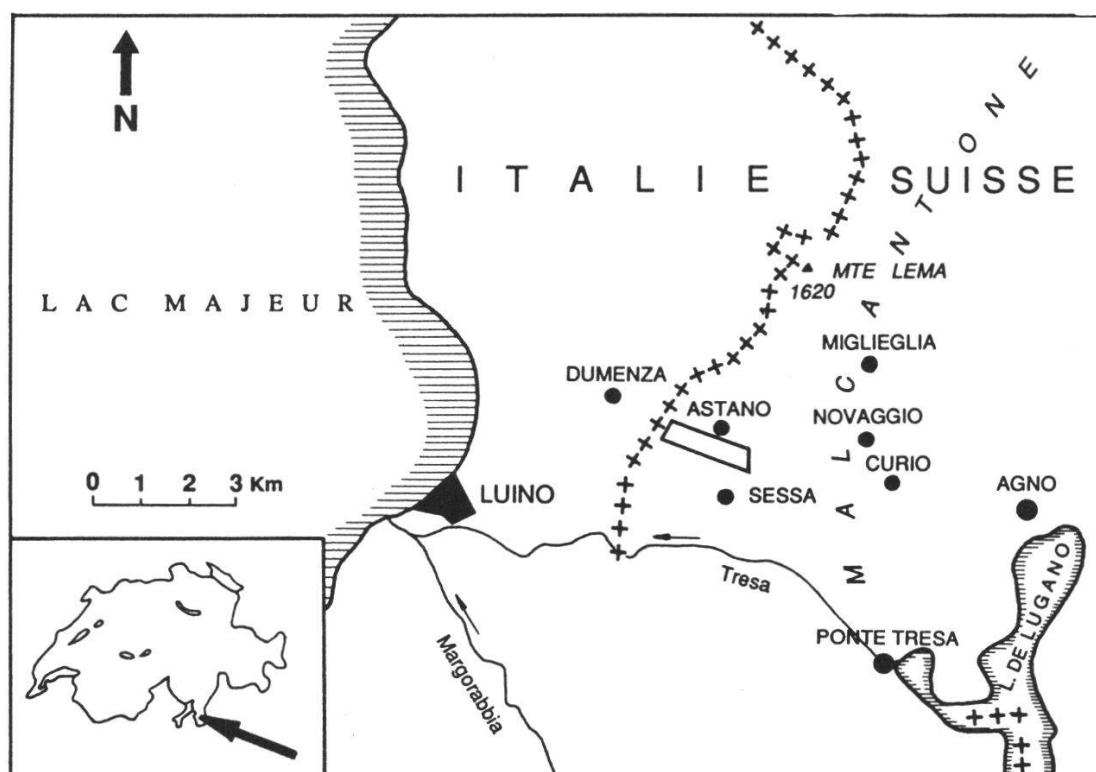 N
ITALIE
SUISSE
MALCANTONE
MTE LEMA
1620
LAC MAJEUR
MIGLIEGLIA
DUMENZA
ASTANO
NOVAGGIO
CURIO
0 1 2 3 Km
LUINO
SESSA
AGNO
Tresa
L. DE LUGANO
PONTE TRESA
Margorabbia